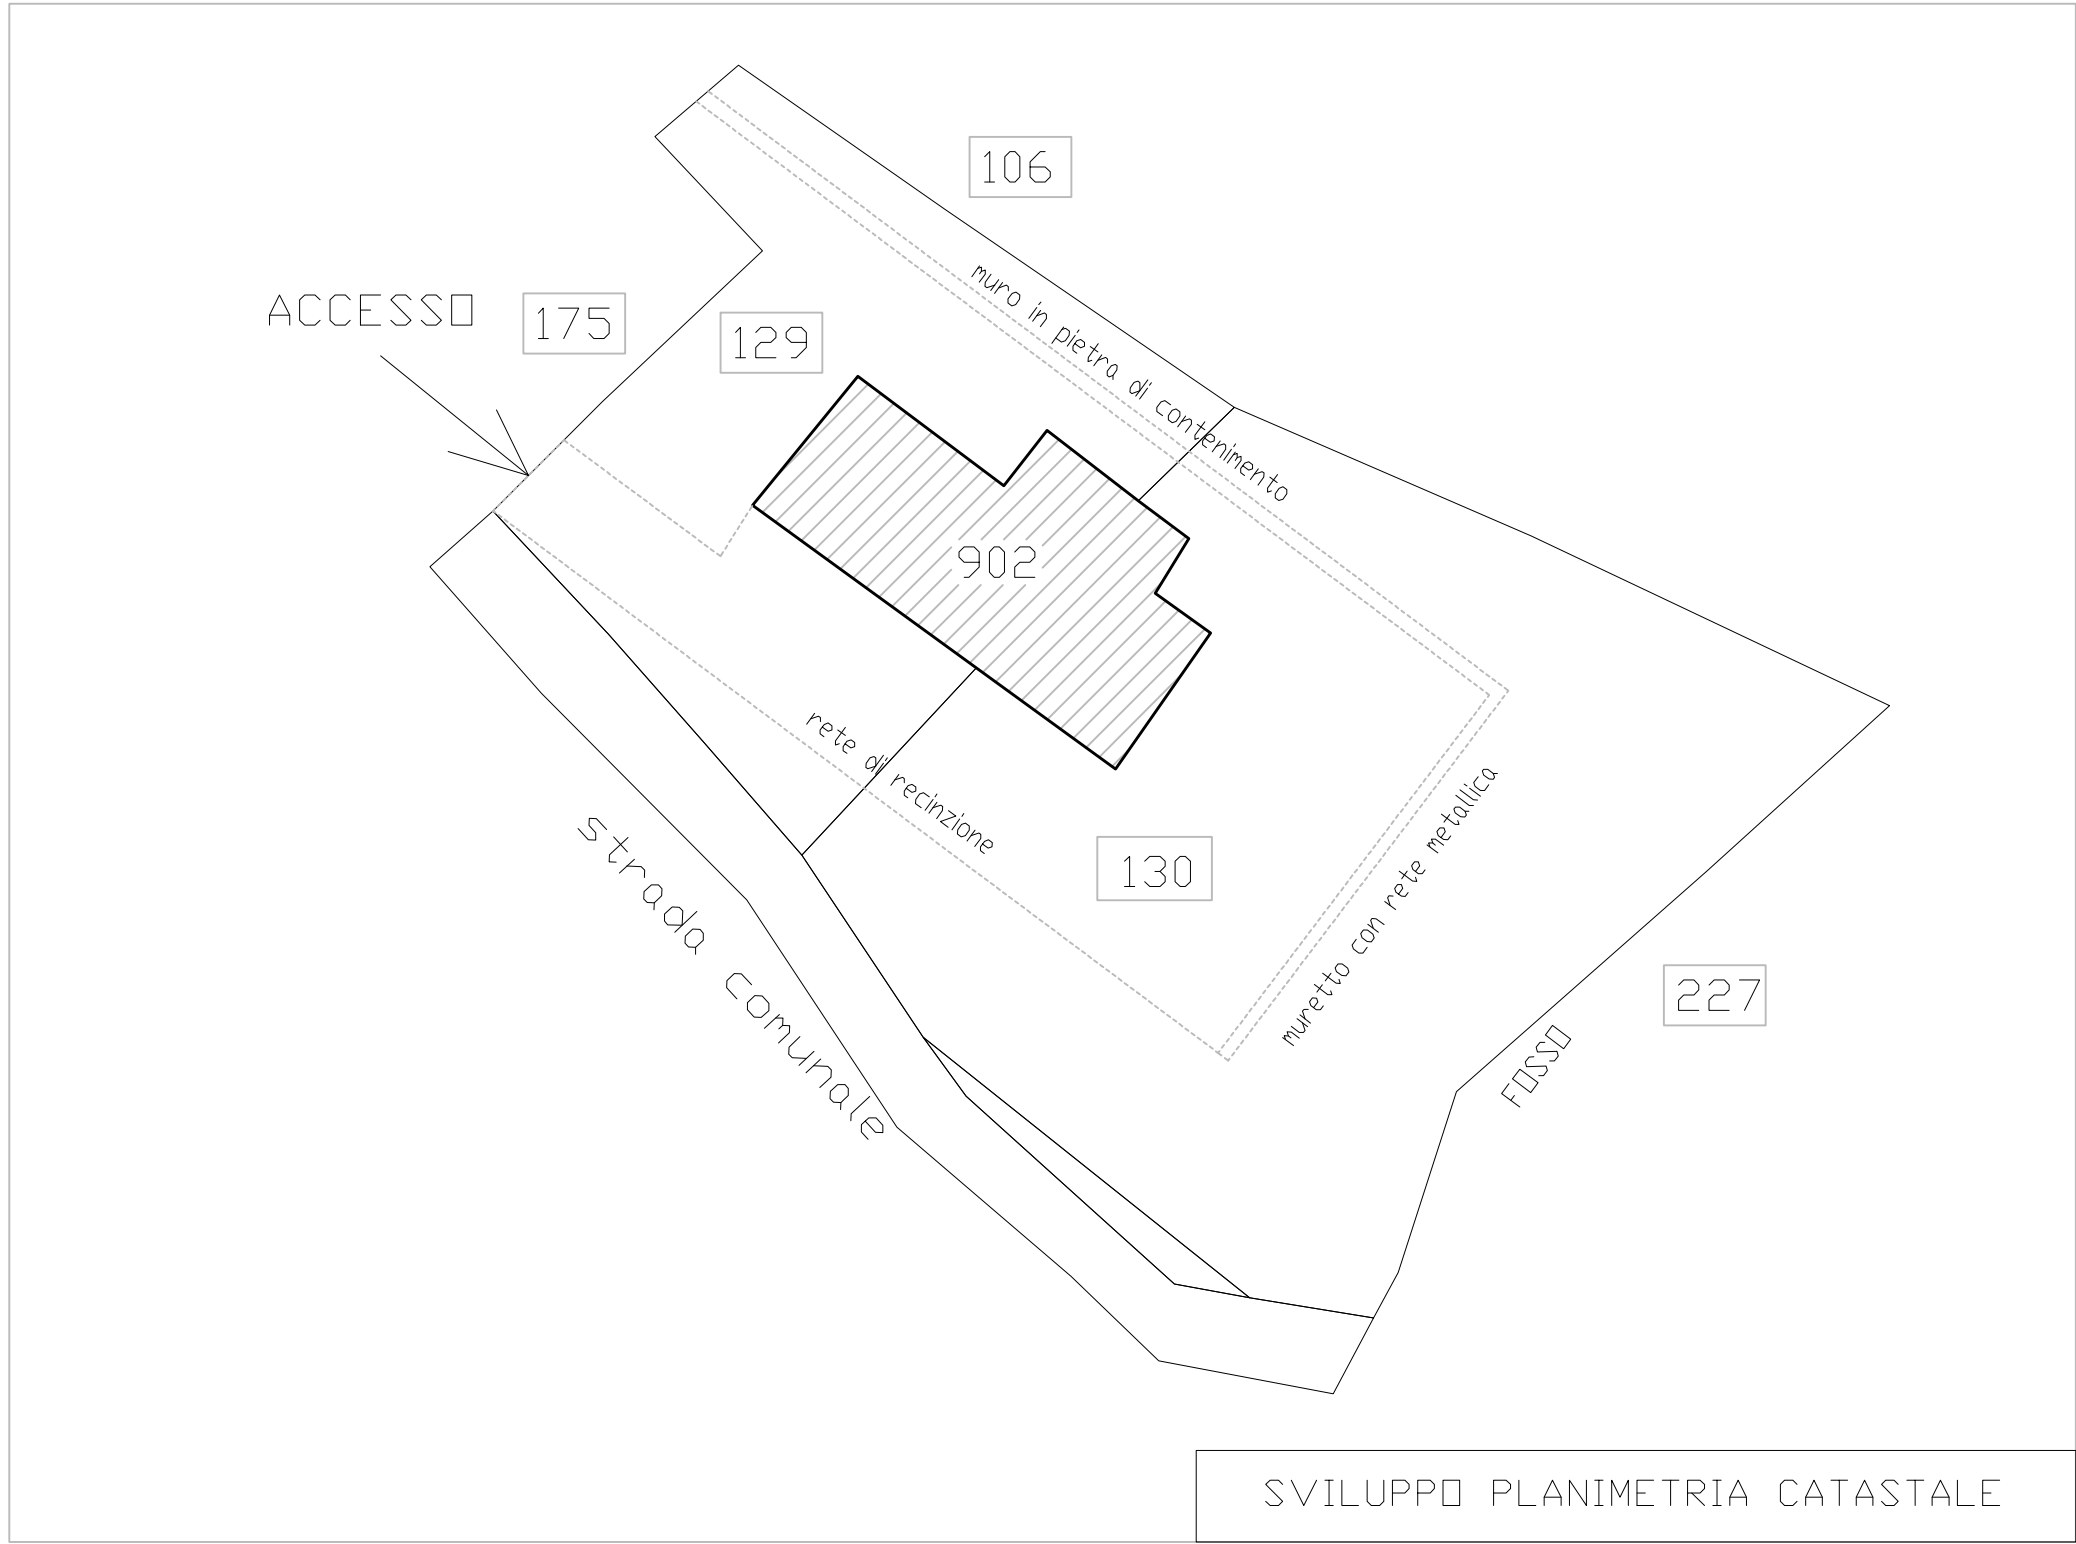 106
ACCESSO
175
129
muro in pietra di contenimento
902
rete di recinzione
130
muretto con rete metallica
strada comunale
227
FOSSO
SVILUPPO PLANIMETRIA CATASTALE